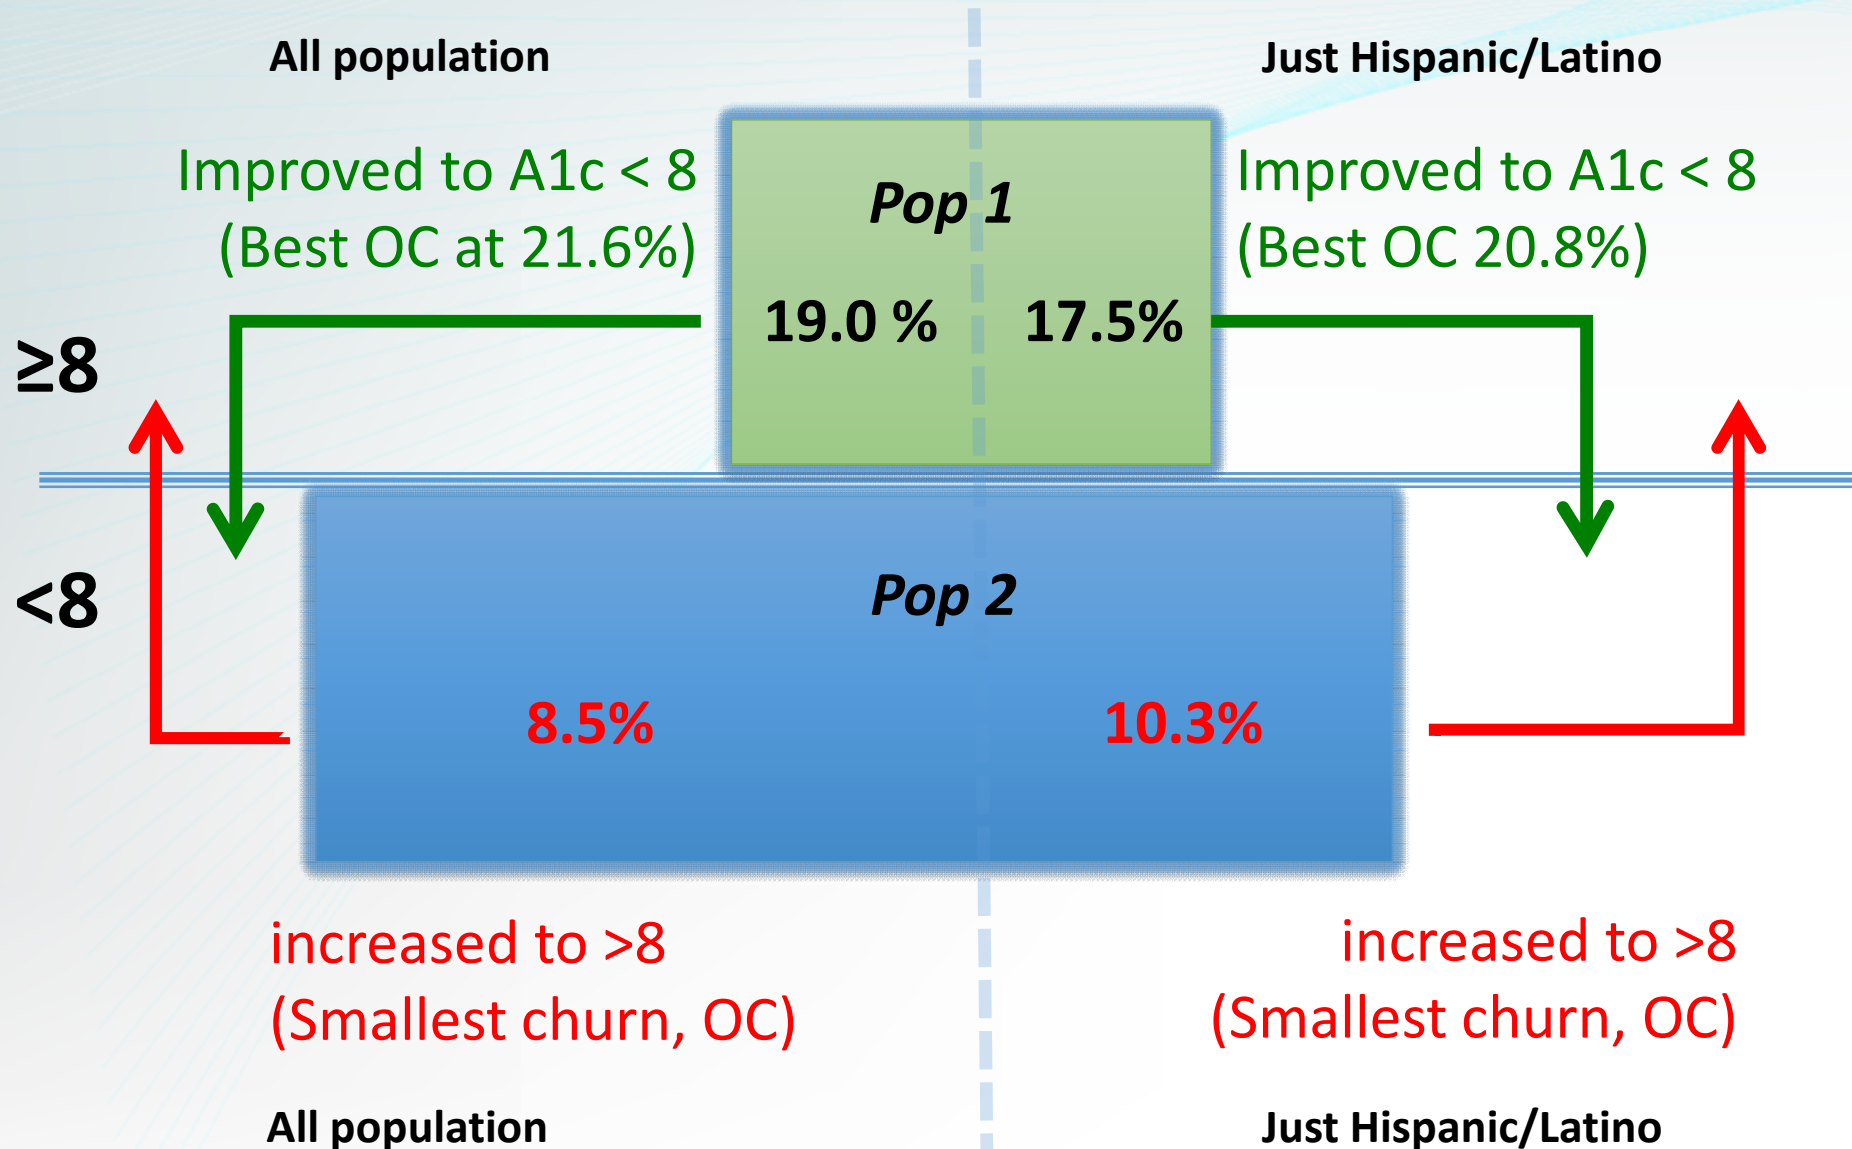 All population
Just Hispanic/Latino
Improved to A1c < 8
(Best OC at 21.6%)
Pop 1
Improved to A1c < 8
(Best OC 20.8%)
19.0 %
17.5%
≥8
<8
Pop 2
8.5%
10.3%
increased to >8
(Smallest churn, OC)
increased to >8
(Smallest churn, OC)
All population
Just Hispanic/Latino